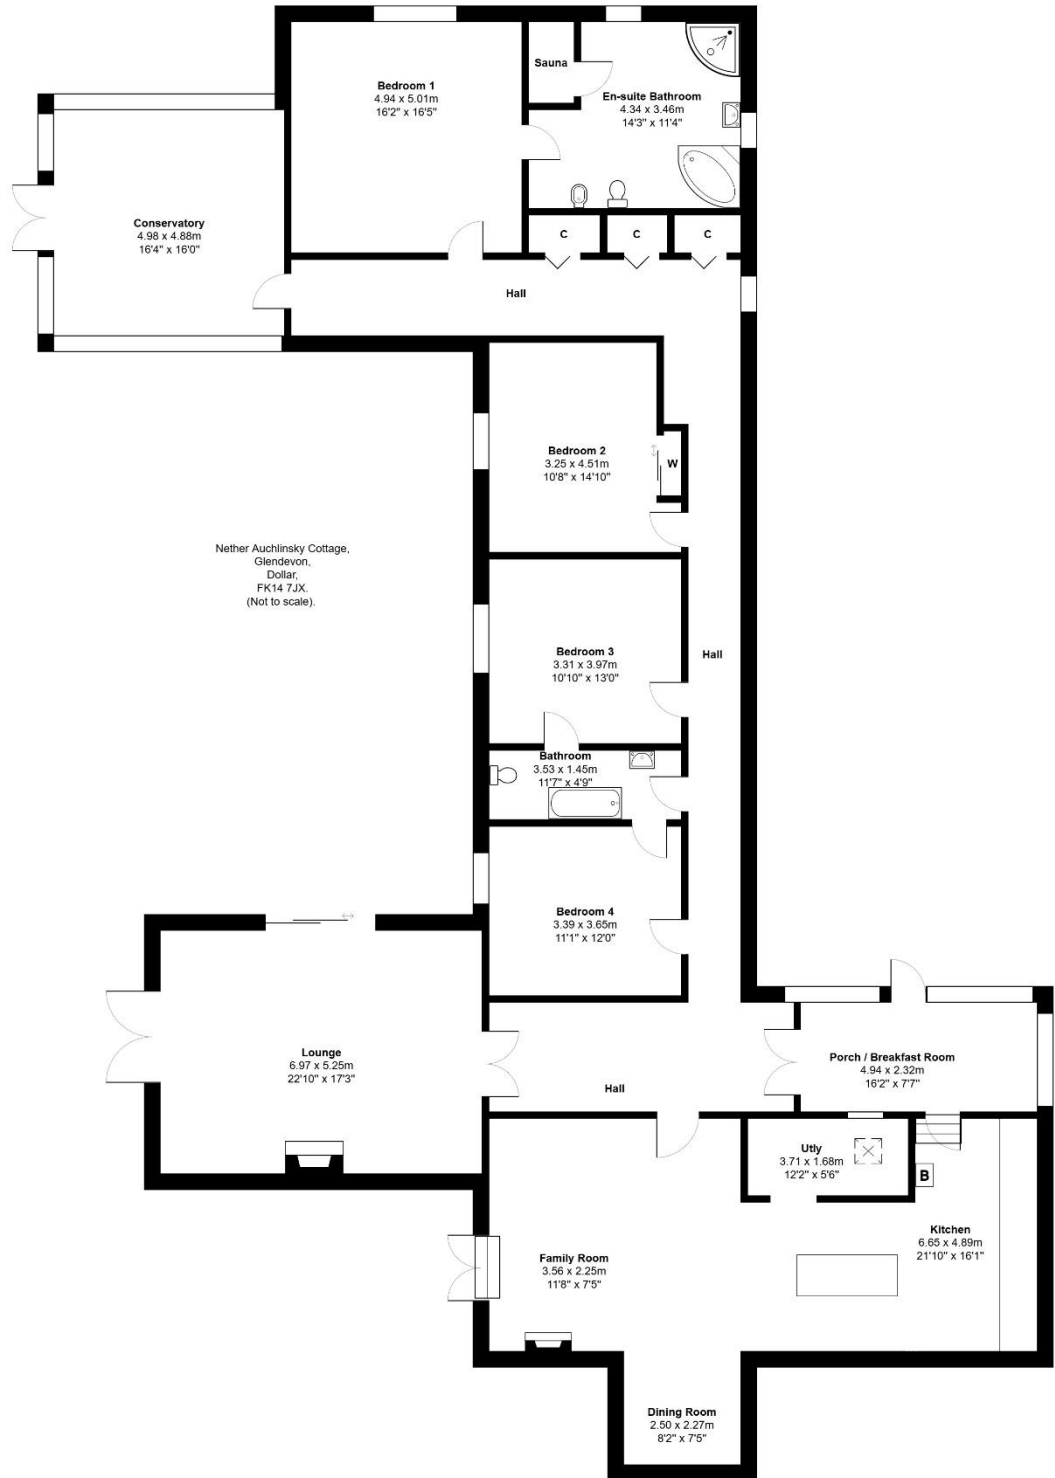 Bedroom 1
4.94 x 5.01m
16'2" x 16'5"
Sauna
En-suite Bathroom
4.34 x 3.46m
14'3" x 11'4"
Conservatory
4.98 x 4.88m
16'4" x 16'0"
C
C
C
Hall
Bedroom 2
3.25 x 4.51m
10'8" x 14'10"
W
Nether Auchlinsky Cottage,
Glendevon,
Dollar,
FK14 7JX.
(Not to scale).
Bedroom 3
3.31 x 3.97m
10'10" x 13'0"
Hall
Bathroom
3.53 x 1.45m
11'7" x 4'9"
Bedroom 4
3.39 x 3.65m
11'1" x 12'0"
Lounge
6.97 x 5.25m
22'10" x 17'3"
Hall
Porch / Breakfast Room
4.94 x 2.32m
16'2" x 7'7"
Utly
3.71 x 1.68m
12'2" x 5'6"
B
Kitchen
6.65 x 4.89m
21'10" x 16'1"
Family Room
3.56 x 2.25m
11'8" x 7'5"
Dining Room
2.50 x 2.27m
8'2" x 7'5"